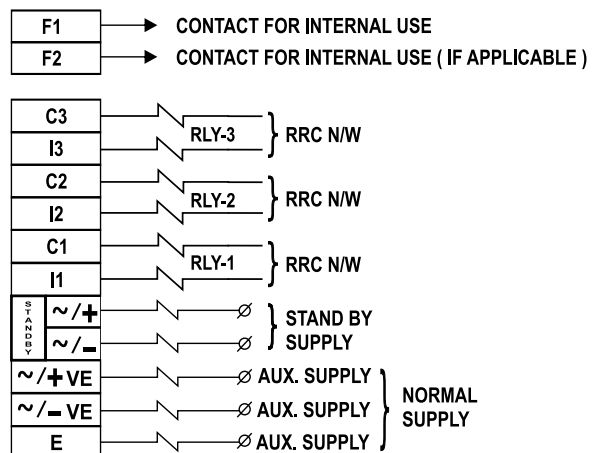 F1 CONTACT FOR INTERNAL USE
F2 CONTACT FOR INTERNAL USE ( IF APPLICABLE )
C3
I3
RLY-3
RRC N/W
C2
I2
RLY-2
RRC N/W
C1
I1
RLY-1
RRC N/W
STANDBY
~/+
~/-
STAND BY
SUPPLY
~/+ VE AUX. SUPPLY
~/- VE AUX. SUPPLY
E AUX. SUPPLY
NORMAL
SUPPLY